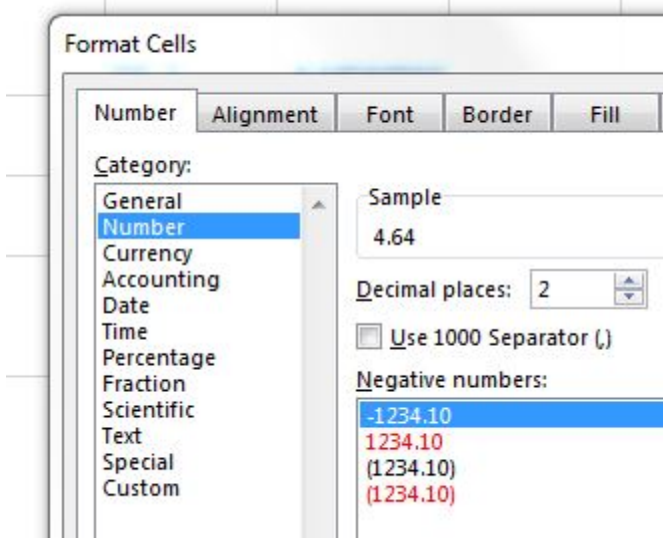 Format Cells
Number Alignment Font Border Fill
Category:
General
Number
Currency
Accounting
Date
Time
Percentage
Fraction
Scientific
Text
Special
Custom
Sample
4.64
Decimal places: 2
Use 1000 Separator (,)
Negative numbers:
-1234.10
1234.10
(1234.10)
(1234.10)